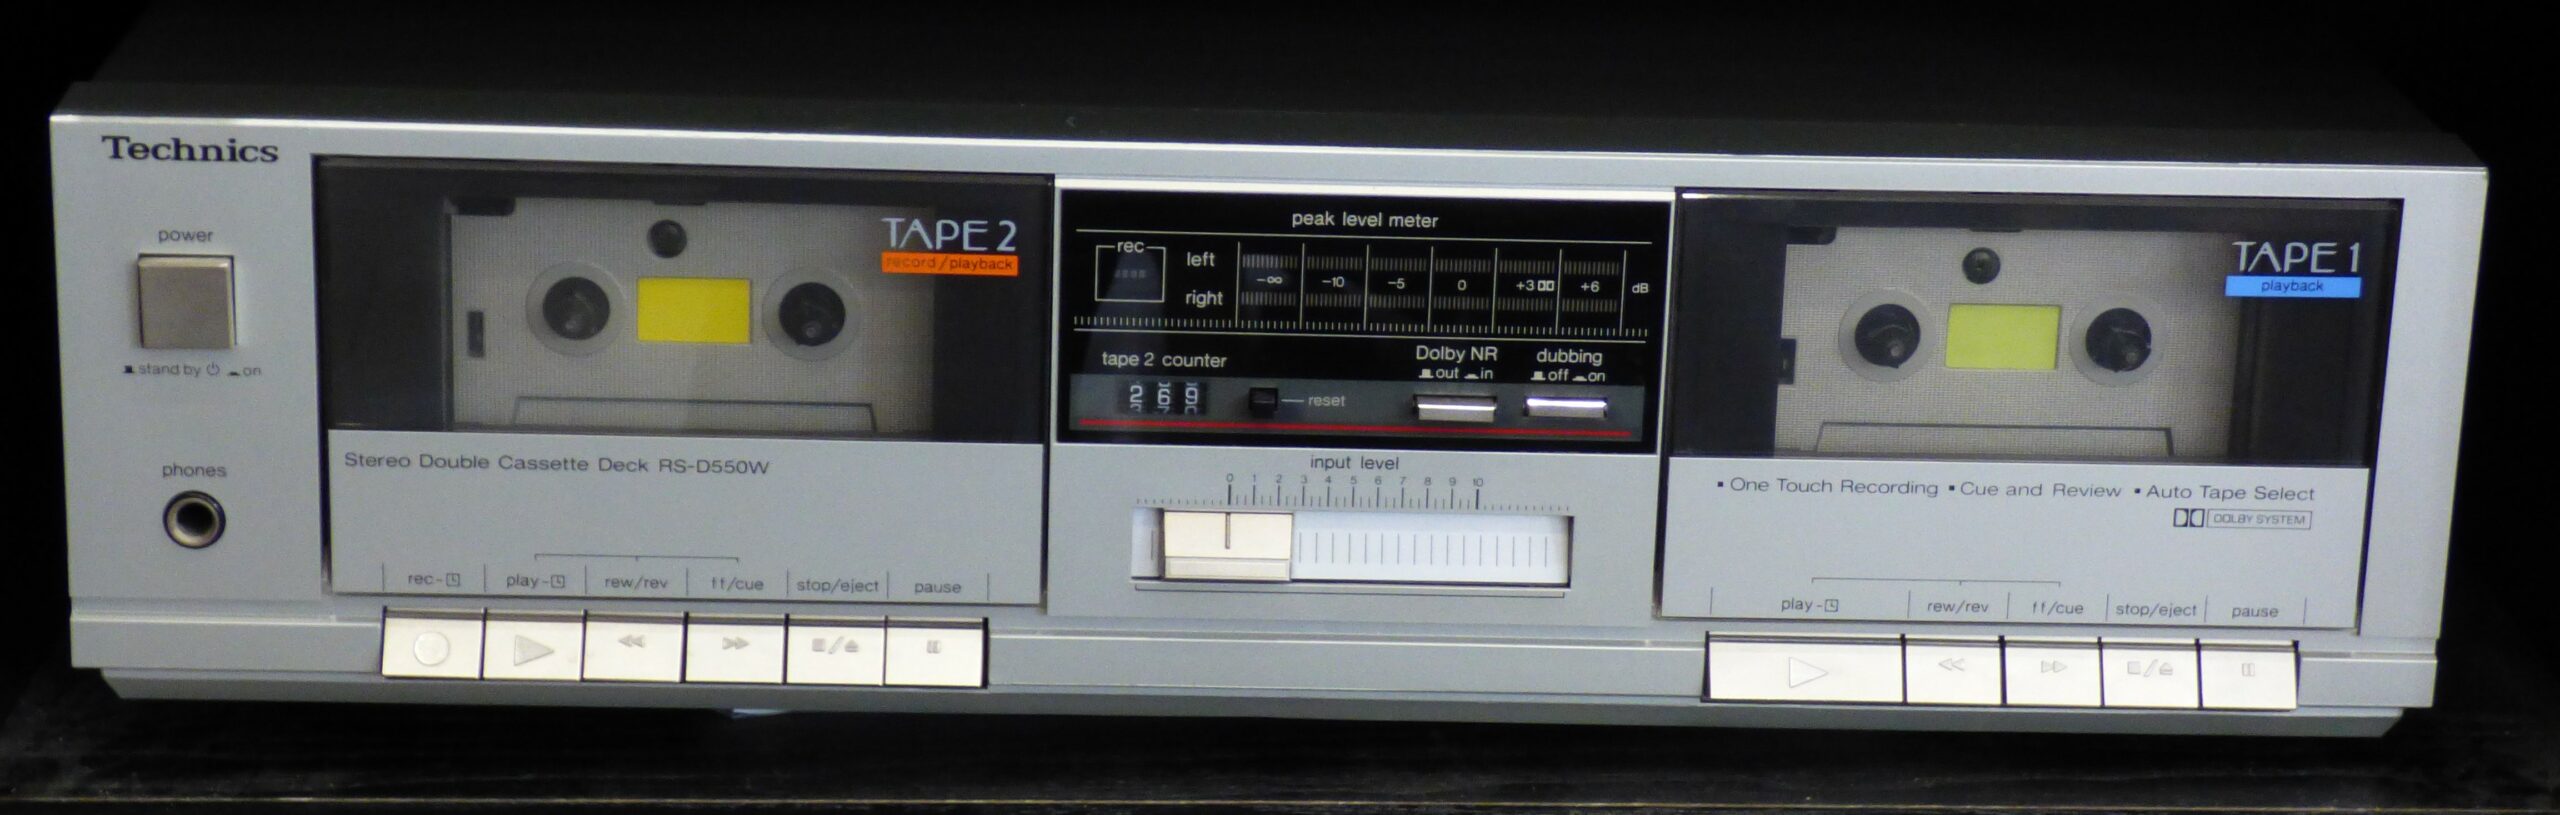 Technics
power
stand by on
phones
TAPE 2
record/playback
Stereo Double Cassette Deck RS-D550W
rec- play- rew/rev ff/cue stop/eject pause
peak level meter
rec
left
-∞ -10 -5 0 +3 +6 dB
right
tape 2 counter
2 6 9
reset
Dolby NR
out in
dubbing
off on
input level
0 1 2 3 4 5 6 7 8 9 10
TAPE 1
playback
▪ One Touch Recording ▪ Cue and Review ▪ Auto Tape Select
DOLBY SYSTEM
play- rew/rev ff/cue stop/eject pause